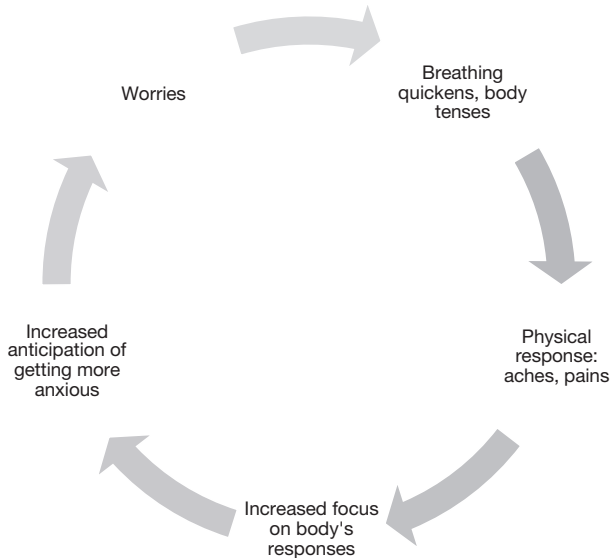 Worries
Breathing
quickens, body
tenses
Physical
response:
aches, pains
Increased focus
on body's
responses
Increased
anticipation of
getting more
anxious